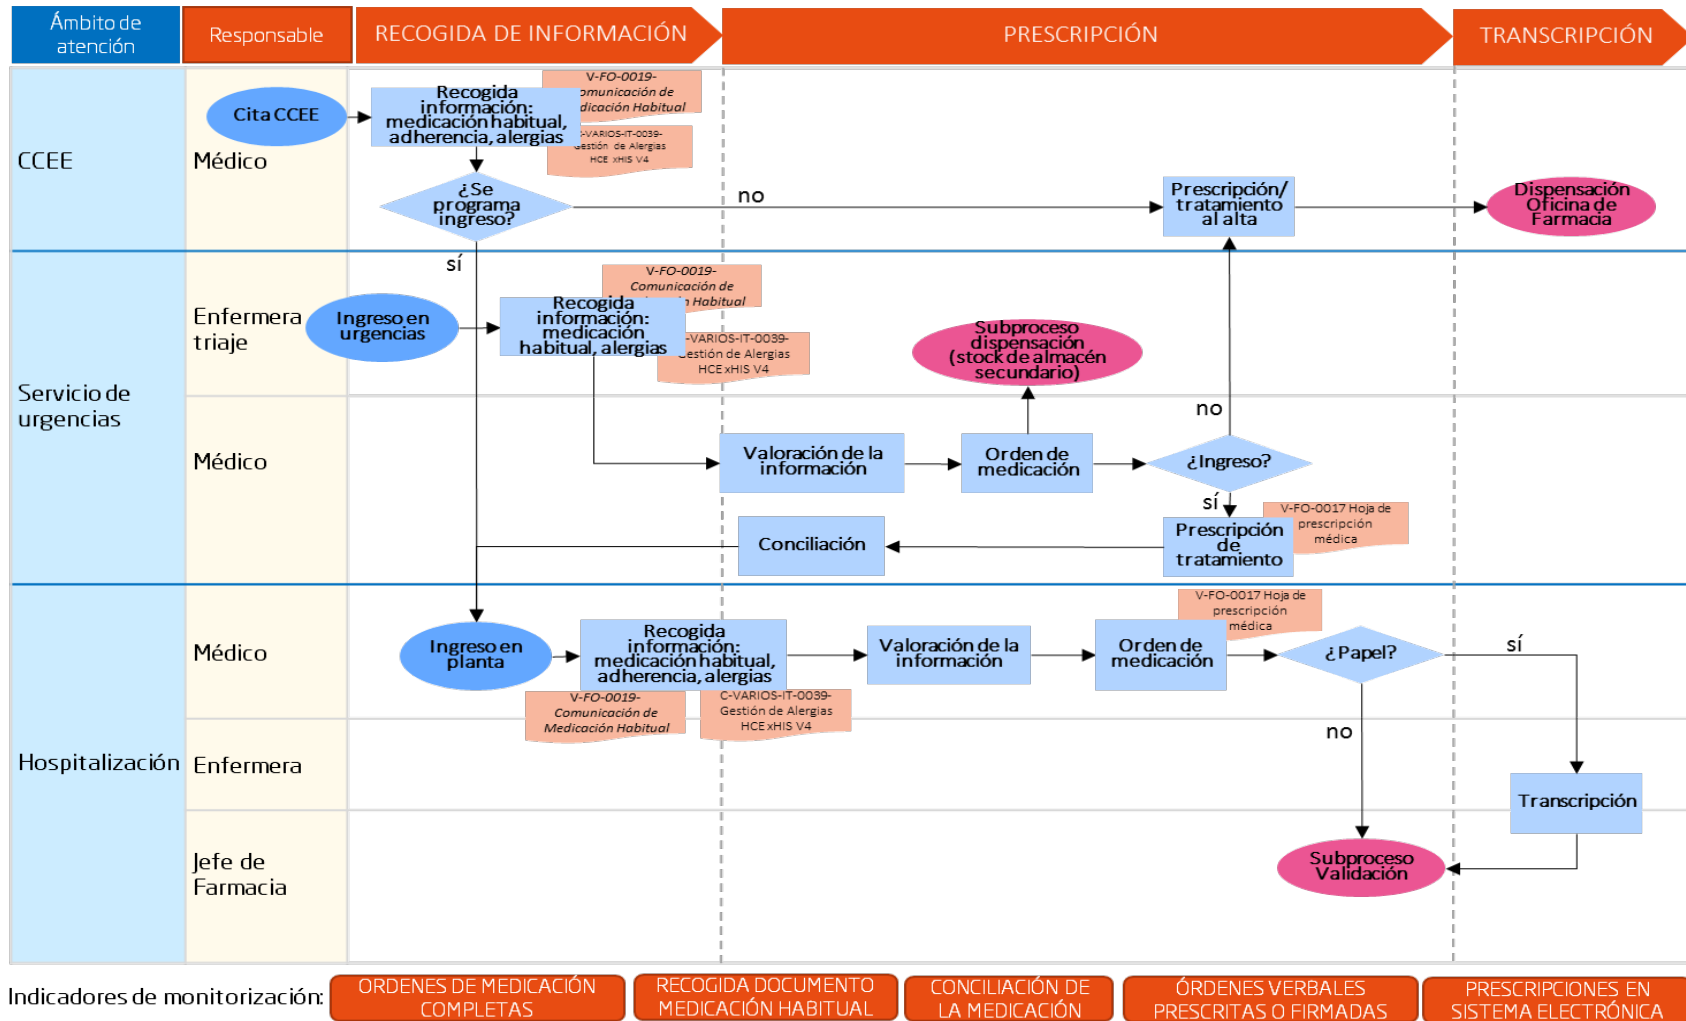 Ámbito de
atención
Responsable
RECOGIDA DE INFORMACIÓN
PRESCRIPCIÓN
TRANSCRIPCIÓN
CCEE
Médico
Cita CCEE
Recogida
información:
medicación habitual,
adherencia, alergias
V-FO-0019-
omunicación de
dicación Habitual
-VARIOS-IT-0039-
estión de Alergias
HCE xHIS V4
¿Se
programa
ingreso?
no
sí
Prescripción/
tratamiento
al alta
Dispensación
Oficina de
Farmacia
Servicio de
urgencias
Enfermera
triaje
Ingreso en
urgencias
Recogida
información:
medicación
habitual, alergias
V-FO-0019-
Comunicación de
Habitual
-VARIOS-IT-0039-
Gestión de Alergias
HCE xHIS V4
Subproceso
dispensación
(stock de almacén
secundario)
no
Médico
Valoración de la
información
Orden de
medicación
¿Ingreso?
sí
V-FO-0017 Hoja de
prescripción
médica
Prescripción
de
tratamiento
Conciliación
Hospitalización
Médico
Ingreso en
planta
Recogida
información:
medicación habitual,
adherencia, alergias
V-FO-0019-
Comunicación de
Medicación Habitual
C-VARIOS-IT-0039-
Gestión de Alergias
HCE xHIS V4
Valoración de la
información
Orden de
medicación
V-FO-0017 Hoja de
prescripción
médica
¿Papel?
sí
no
Enfermera
Transcripción
Jefe de
Farmacia
Subproceso
Validación
Indicadores de monitorización:
ORDENES DE MEDICACIÓN
COMPLETAS
RECOGIDA DOCUMENTO
MEDICACIÓN HABITUAL
CONCILIACIÓN DE
LA MEDICACIÓN
ÓRDENES VERBALES
PRESCRITAS O FIRMADAS
PRESCRIPCIONES EN
SISTEMA ELECTRÓNICA